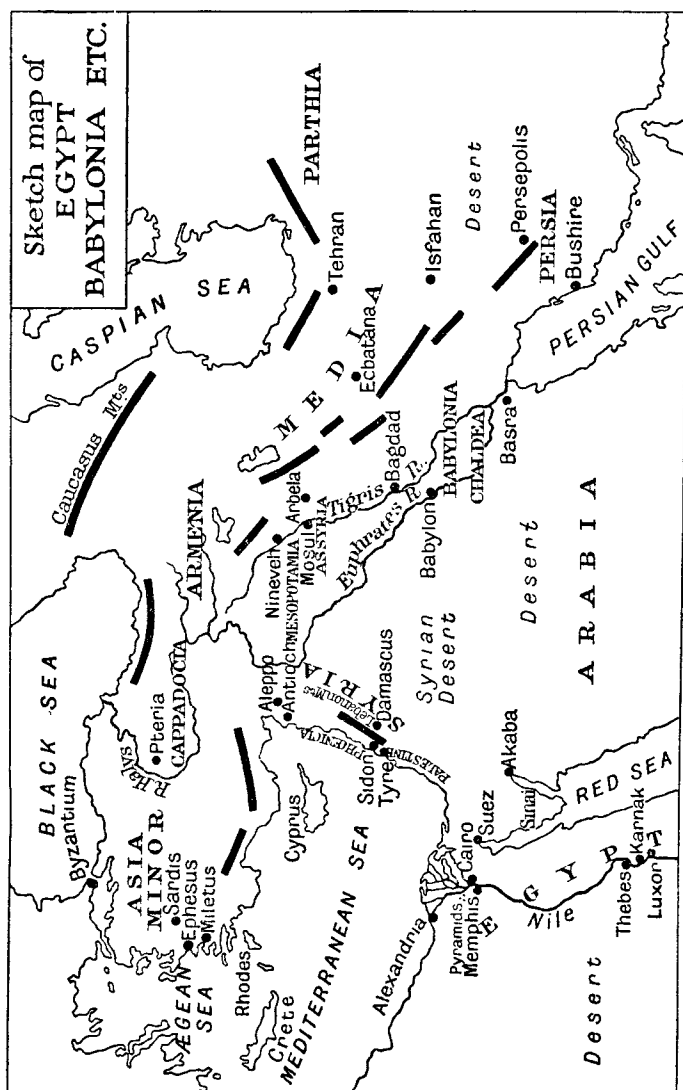 Sketch map of
EGYPT
BABYLONIA ETC.
BLACK SEA
Caucasus Mts
CASPIAN
SEA
Byzantium
R. Halys
Pteria
CAPPADOCIA
ARMENIA
PARTHIA
ASIA
MINOR
Sardis
Ephesus
Miletus
ÆGEAN
SEA
Rhodes
Crete
Cyprus
MEDITERRANEAN SEA
Aleppo
Antioch
MESOPOTAMIA
Nineveh
Mosul
ASSYRIA
Arbela
Tigris R.
Euphrates R.
MEDIA
Ecbatana
Tehran
Isfahan
Desert
Persepolis
PERSIA
Bushire
PERSIAN GULF
Bagdad
Babylon
BABYLONIA
CHALDEA
Basra
SYRIA
Lebanon Mts
PHŒNICIA
Damascus
Sidon
Tyre
PALESTINE
Syrian
Desert
Desert
ARABIA
Alexandria
Cairo
Pyramids
Memphis
Suez
Sinai
Akaba
RED SEA
EGYPT
Nile
Thebes
Karnak
Luxor
Desert